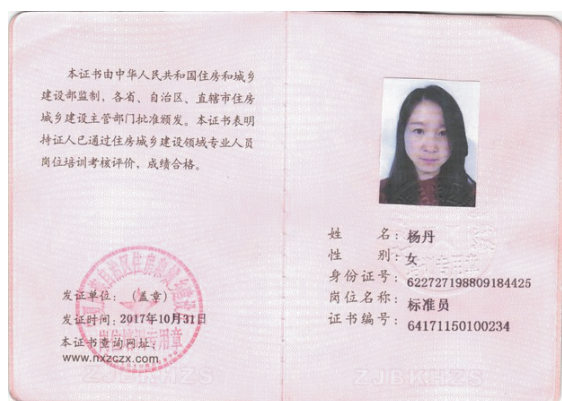 本证书由中华人民共和国住房和城乡
建设部监制，各省、自治区、直辖市住房
城乡建设主管部门批准颁发。本证书表明
持证人已通过住房城乡建设领域专业人员
岗位培训考核评价，成绩合格。
发证单位：（盖章）
发证时间：2017年10月31日
本证书查询网址：
www.nxzczx.com
ZJBKHZS
姓 名：杨丹
性 别：女
身份证号：622727198809184425
岗位名称：标准员
证书编号：64171150100234
ZJBKHZS